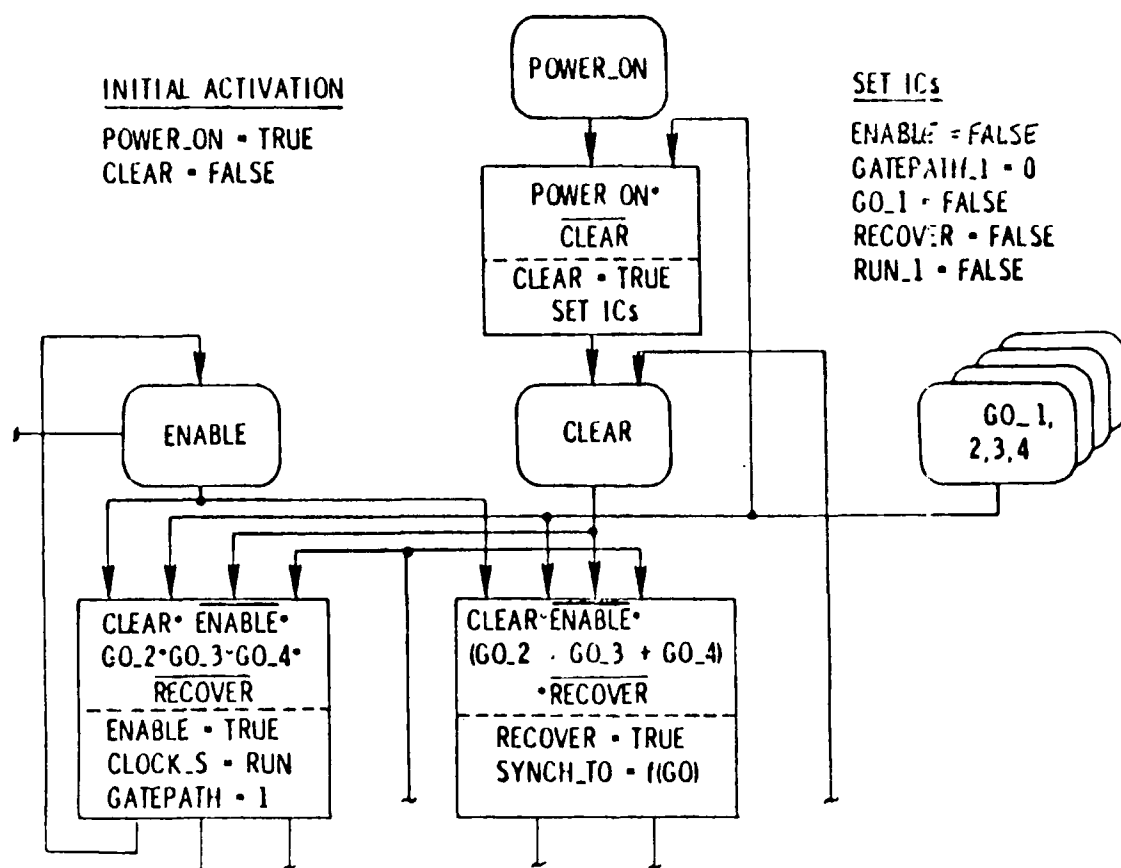 POWER_ON
INITIAL ACTIVATION
POWER_ON = TRUE
CLEAR = FALSE
SET ICs
ENABLE = FALSE
GATEPATH_1 = 0
GO_1 = FALSE
RECOVER = FALSE
RUN_1 = FALSE
POWER ON•
CLEAR
CLEAR = TRUE
SET ICs
ENABLE
CLEAR
GO_1,
2,3,4
CLEAR• ENABLE•
GO_2•GO_3•GO_4•
RECOVER
ENABLE = TRUE
CLOCK_S = RUN
GATEPATH = 1
CLEAR•ENABLE•
(GO_2 . GO_3 + GO_4)
•RECOVER
RECOVER = TRUE
SYNCH_TO = f(GO)